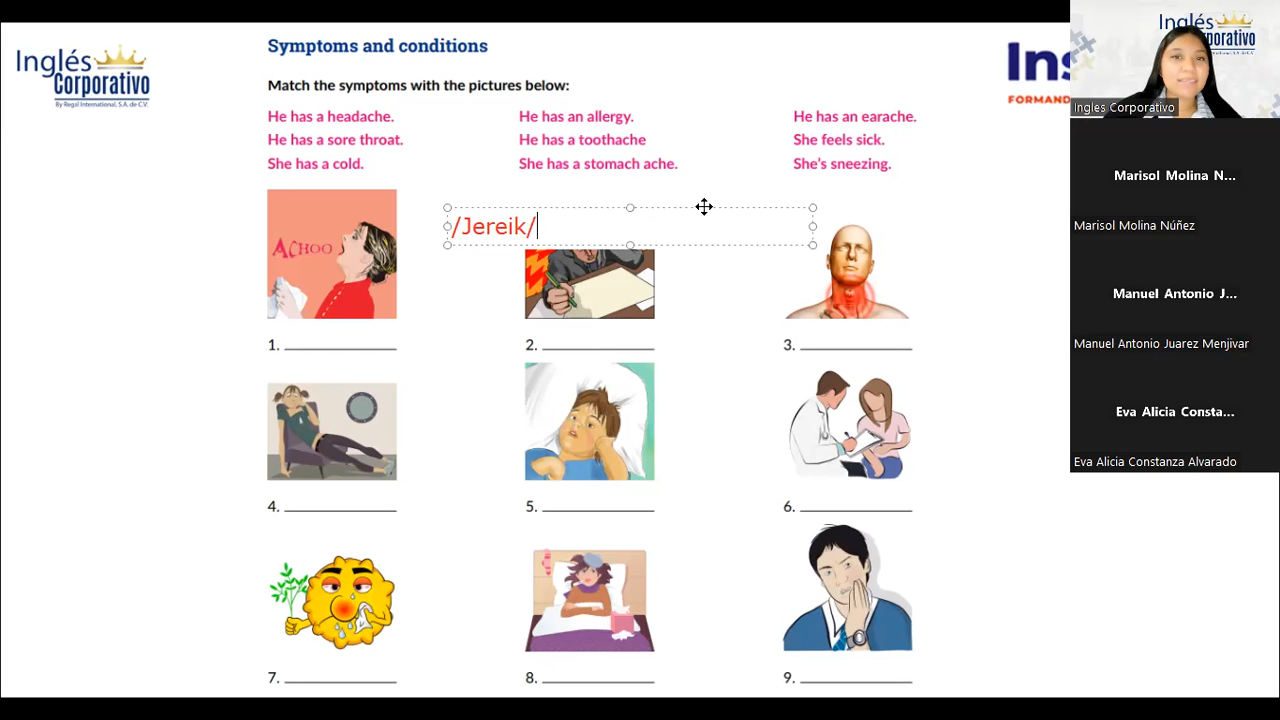 Inglés
Corporativo
By Regal International, S.A. de C.V.
Symptoms and conditions
Match the symptoms with the pictures below:
He has a headache.
He has a sore throat.
She has a cold.
He has an allergy.
He has a toothache
She has a stomach ache.
He has an earache.
She feels sick.
She's sneezing.
/Jereik/
ACHOO
1.
2.
3.
4.
5.
6.
7.
8.
9.
Ins
FORMAND
Inglés
Ingles Corporativo
Marisol Molina N...
Marisol Molina Núñez
Manuel Antonio J...
Manuel Antonio Juarez Menjivar
Eva Alicia Consta...
Eva Alicia Constanza Alvarado